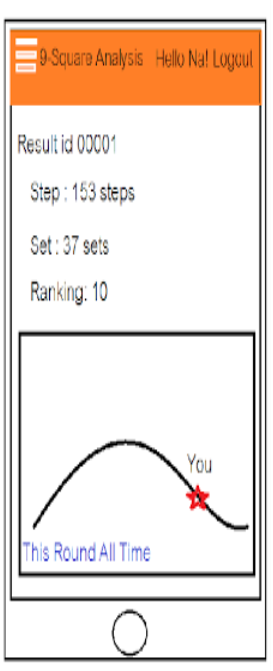 9-Square Analysis Hello Na! Logout
Result id 00001
Step : 153 steps
Set : 37 sets
Ranking: 10
You
This Round All Time